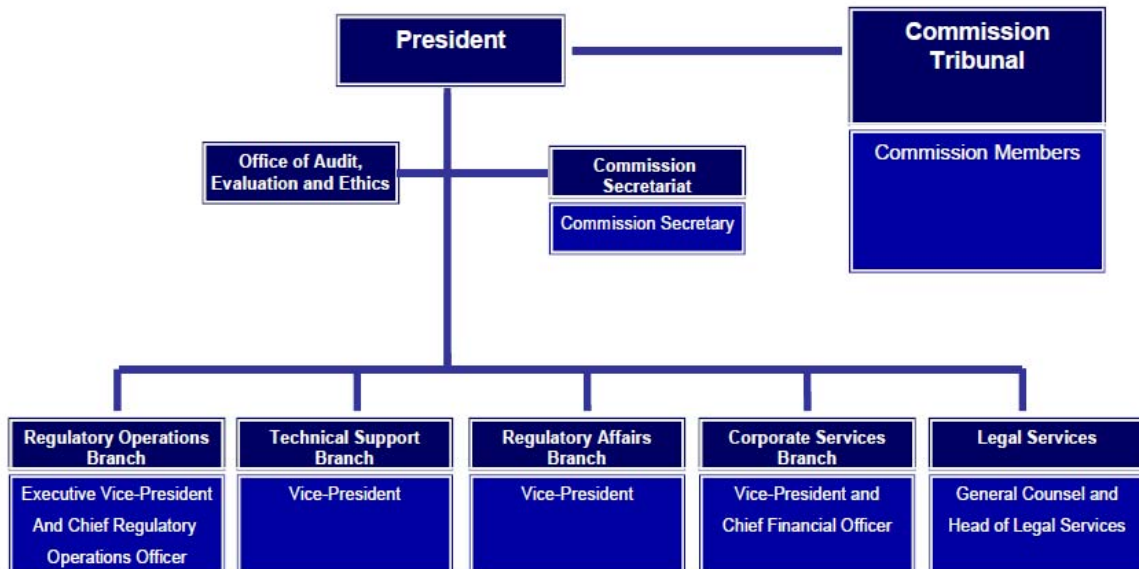 President
Commission
Tribunal
Commission Members
Office of Audit,
Evaluation and Ethics
Commission
Secretariat
Commission Secretary
Regulatory Operations
Branch
Executive Vice-President
And Chief Regulatory
Operations Officer
Technical Support
Branch
Vice-President
Regulatory Affairs
Branch
Vice-President
Corporate Services
Branch
Vice-President and
Chief Financial Officer
Legal Services
General Counsel and
Head of Legal Services